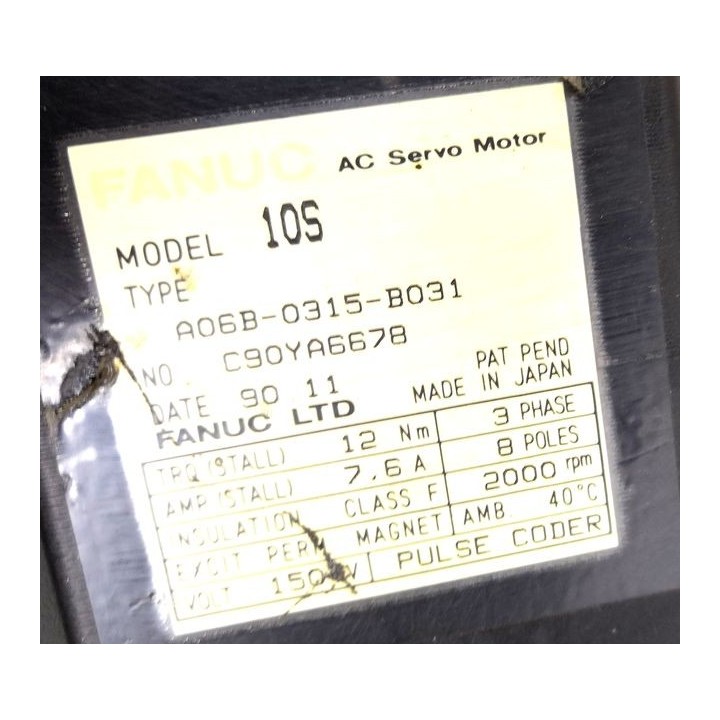 FANUC AC Servo Motor
MODEL 10S
TYPE
A06B-0315-B031
NO C90YA6678
DATE 90 11
PAT PEND
FANUC LTD MADE IN JAPAN
TRQ(STALL) 12 Nm 3 PHASE
AMP (STALL) 7.6 A 8 POLES
INSULATION CLASS F 2000 rpm
EXCIT PERM MAGNET AMB. 40°C
VOLT 150 V PULSE CODER